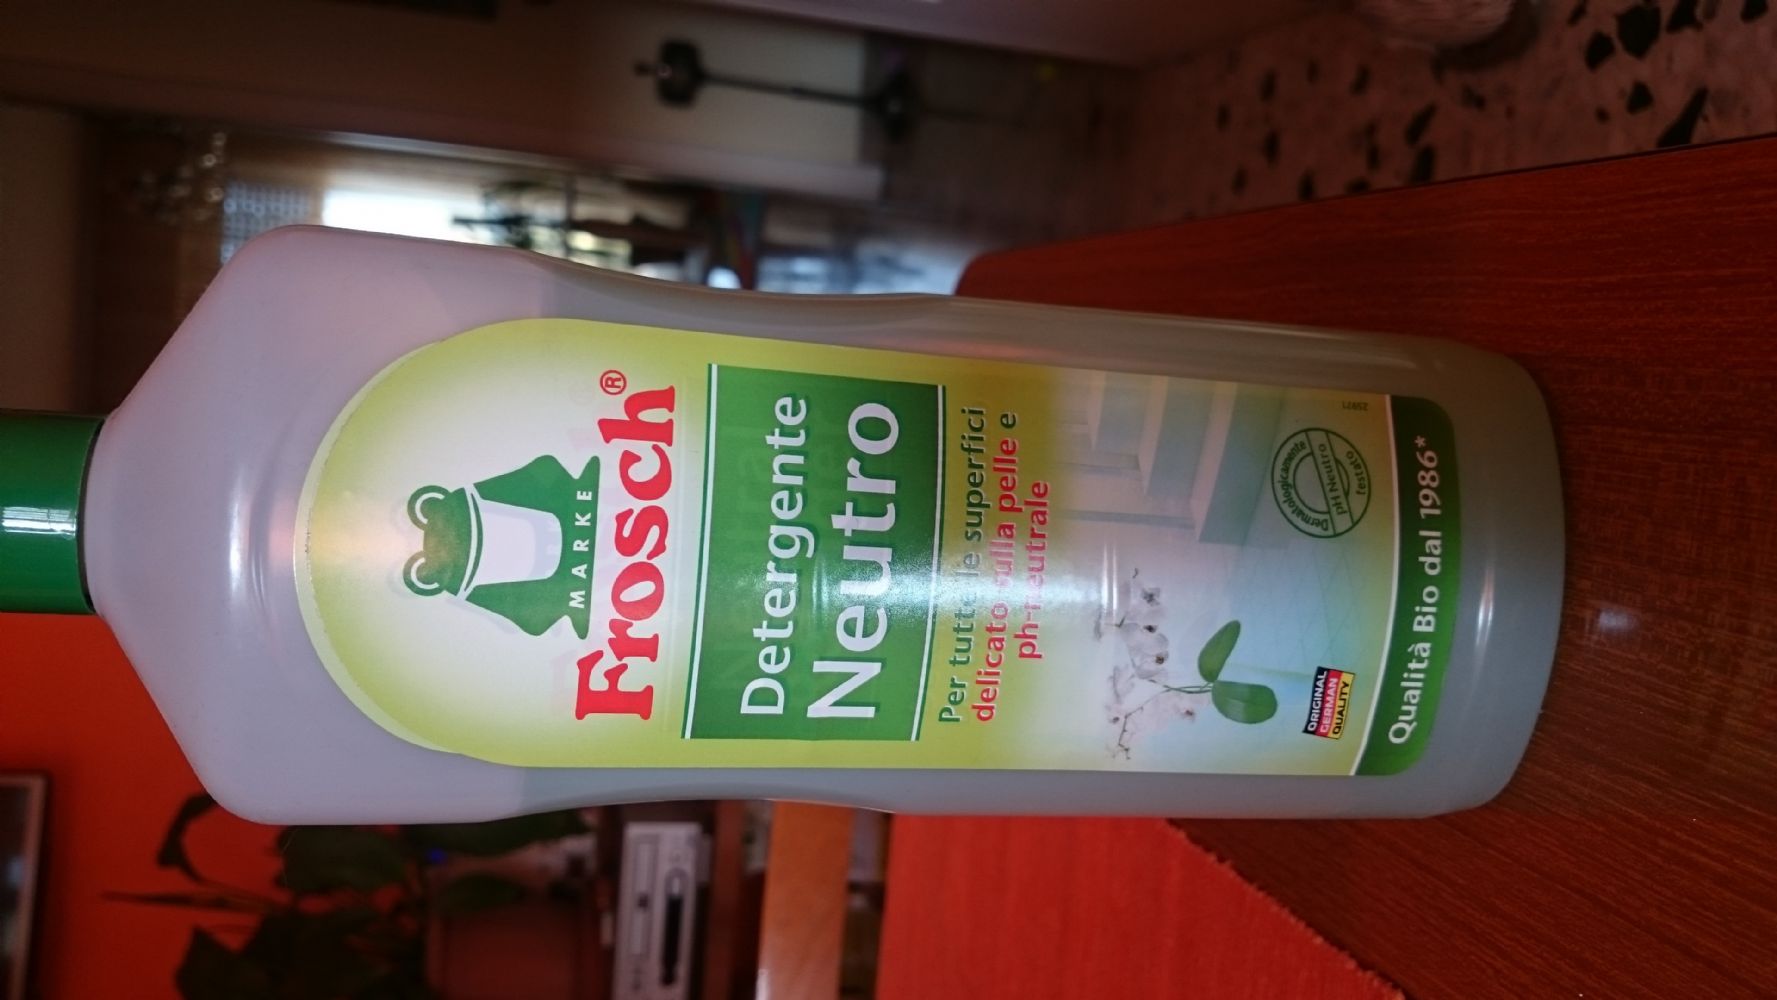 MARKE
Frosch®
Detergente
Neutro
Per tutte le superfici
delicato sulla pelle e
ph-neutrale
Dermatologicamente
pH Neutro
testato
25921
ORIGINAL
GERMAN
QUALITY
Qualità Bio dal 1986*